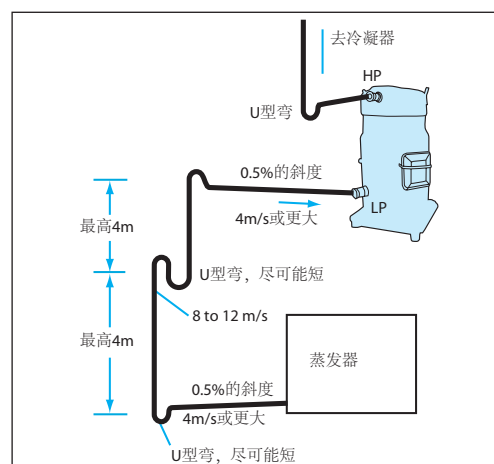 去冷凝器
HP
U型弯
0.5%的斜度
LP
4m/s或更大
最高4m
U型弯，尽可能短
8 to 12 m/s
最高4m
蒸发器
0.5%的斜度
4m/s或更大
U型弯，尽可能短